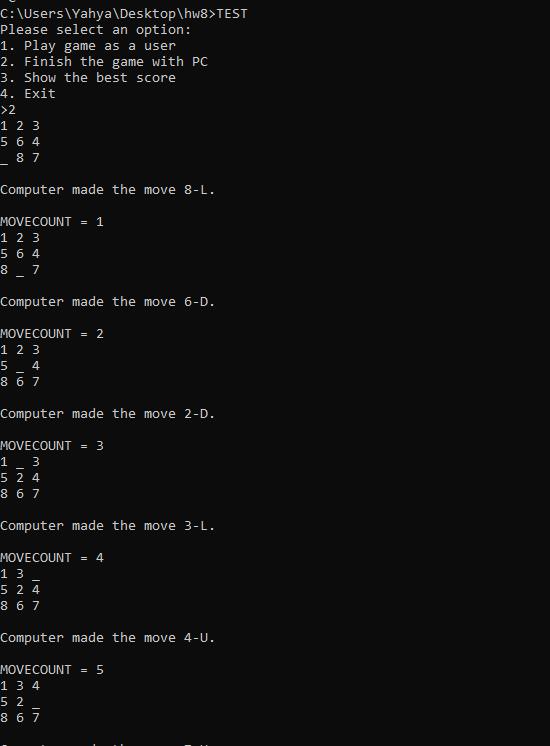 C:\Users\Yahya\Desktop\hw8>TEST
Please select an option:
1. Play game as a user
2. Finish the game with PC
3. Show the best score
4. Exit
>2
1 2 3
5 6 4
_ 8 7
Computer made the move 8-L.
MOVECOUNT = 1
1 2 3
5 6 4
8 _ 7
Computer made the move 6-D.
MOVECOUNT = 2
1 2 3
5 _ 4
8 6 7
Computer made the move 2-D.
MOVECOUNT = 3
1 _ 3
5 2 4
8 6 7
Computer made the move 3-L.
MOVECOUNT = 4
1 3 _
5 2 4
8 6 7
Computer made the move 4-U.
MOVECOUNT = 5
1 3 4
5 2 _
8 6 7